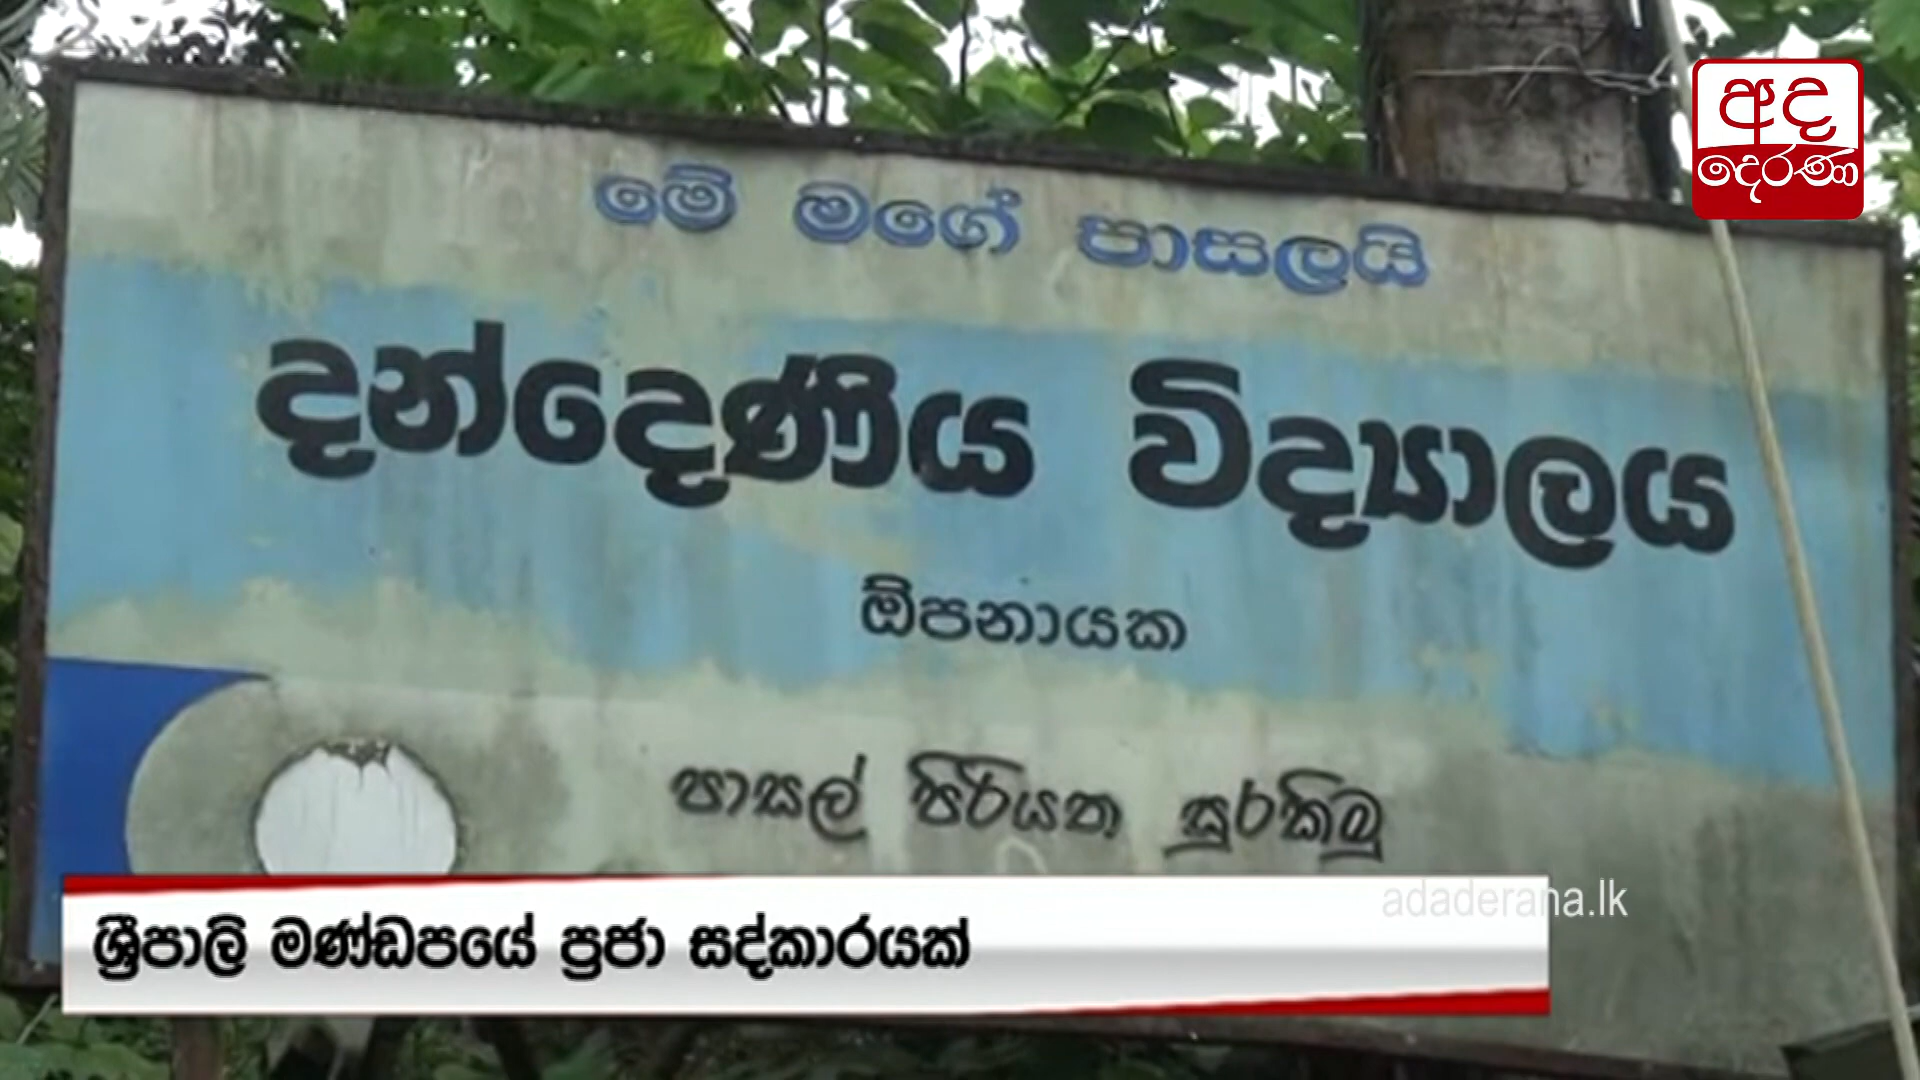 අද
දෙරණ
මේ මගේ පාසලයි
දන්දෙණිය විද්‍යාලය
ඕපනායක
පාසල් පිරියත සුරකිමු
adaderana.lk
ශ්‍රීපාලි මණ්ඩපයේ ප්‍රජා සද්කාරයක්